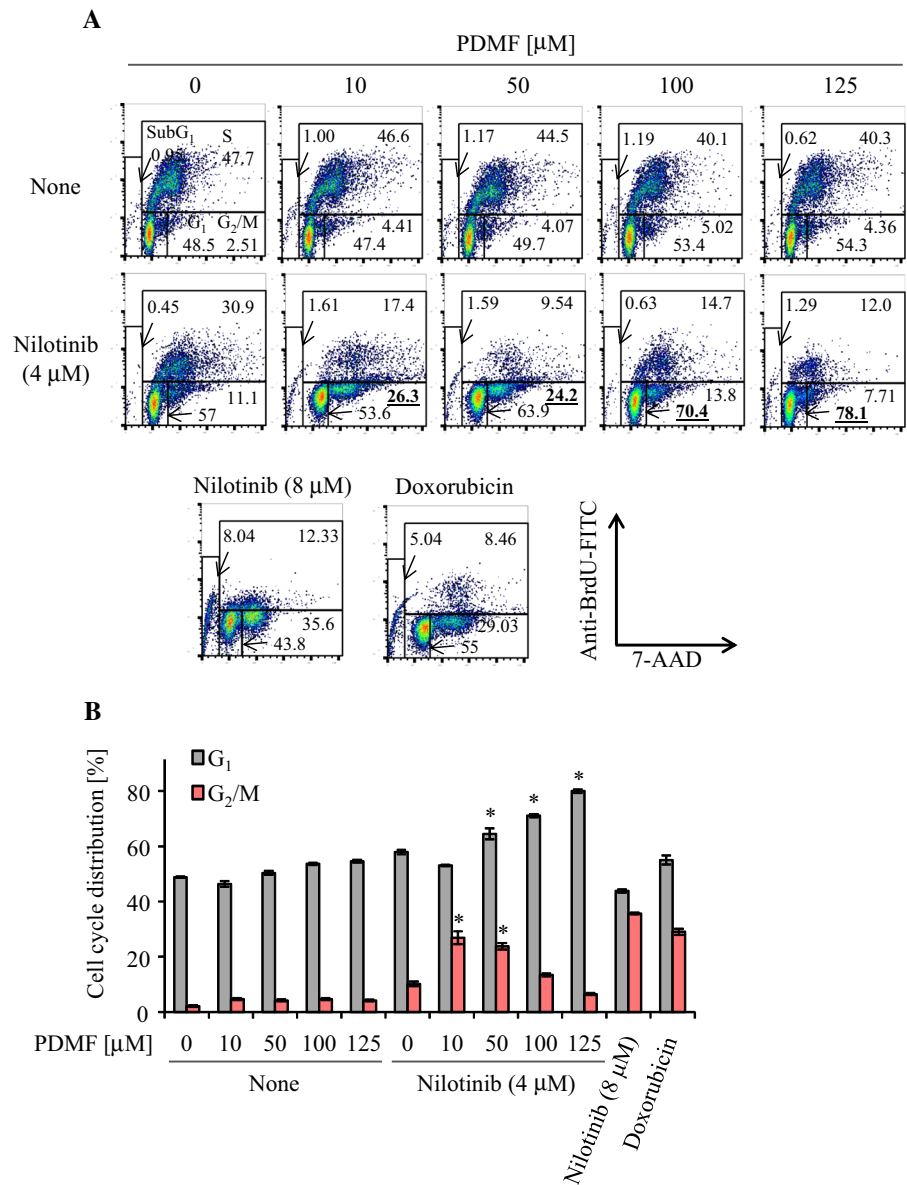 A
PDMF [μM]
0 10 50 100 125
None
SubG1 S
0.95 47.7
G1 G2/M
48.5 2.51
1.00 46.6
4.41
47.4
1.17 44.5
4.07
49.7
1.19 40.1
5.02
53.4
0.62 40.3
4.36
54.3
Nilotinib
(4 μM)
0.45 30.9
11.1
57
1.61 17.4
26.3
53.6
1.59 9.54
24.2
63.9
0.63 14.7
13.8
70.4
1.29 12.0
7.71
78.1
Nilotinib (8 μM) Doxorubicin
8.04 12.33
35.6
43.8
5.04 8.46
29.03
55
Anti-BrdU-FITC
7-AAD
B
Cell cycle distribution [%]
G1
G2/M
80
60
40
20
0
* * *
* *
PDMF [μM] 0 10 50 100 125 0 10 50 100 125
None Nilotinib (4 μM)
Nilotinib (8 μM)
Doxorubicin